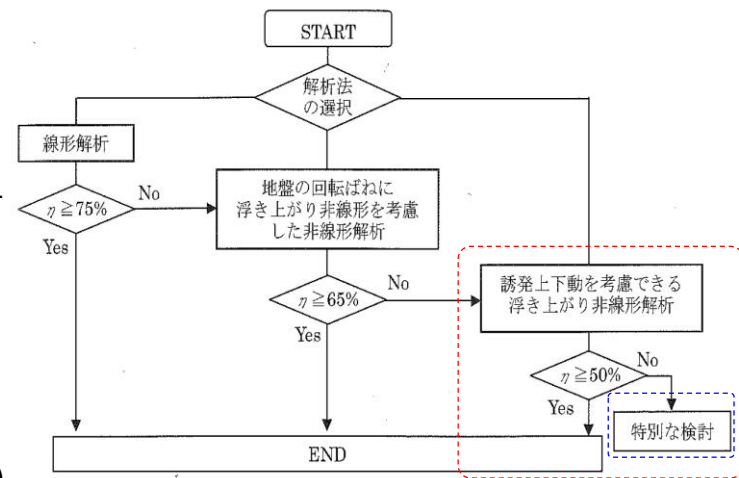 START
解析法
の選択
線形解析
η≧75%
No
Yes
地盤の回転ばねに
浮き上がり非線形を考慮
した非線形解析
η≧65%
No
Yes
誘発上下動を考慮できる
浮き上がり非線形解析
η≧50%
No
Yes
特別な検討
END